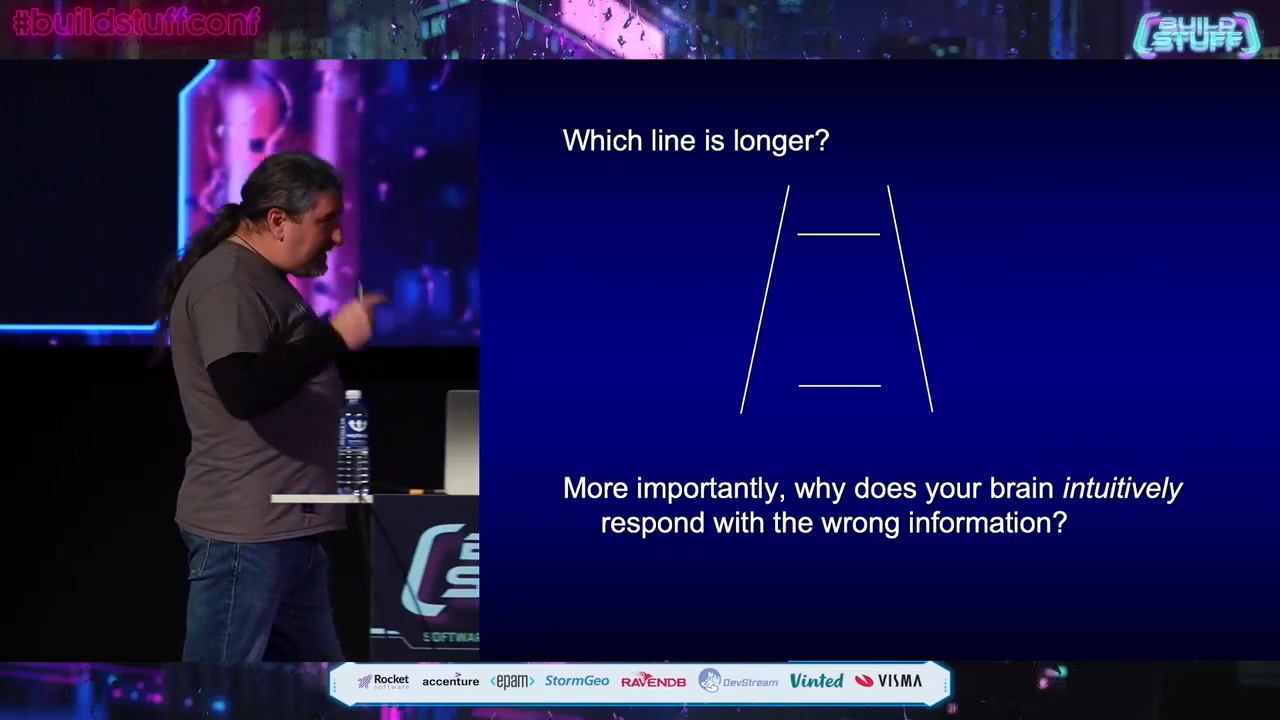 #buildstuffconf
BUILD
STUFF
Which line is longer?
More importantly, why does your brain intuitively
respond with the wrong information?
Rocket
software
accenture
<epam>
StormGeo
RAVENDB
DevStream
Vinted
VISMA